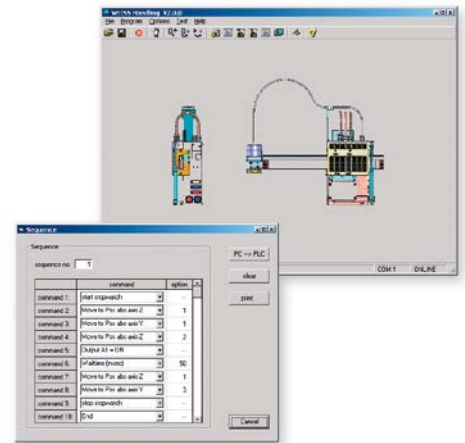 WEISS Handling V2.0.0
File Program Options Test Help
COM:1 ONLINE
Sequence
Sequence
sequence no. 1
PC --> PLC
clear
print
Cancel
command option
command 1: start stopwatch --
command 2: Move to Pos abs axis Z 1
command 3: Move to Pos abs axis Y 1
command 4: Move to Pos abs axis Z 2
command 5: Output = ON
command 6: Waittime (msec) 50
command 7: Move to Pos abs axis Z 1
command 8: Move to Pos abs axis Y 3
command 9: stop stopwatch --
command 10: End --